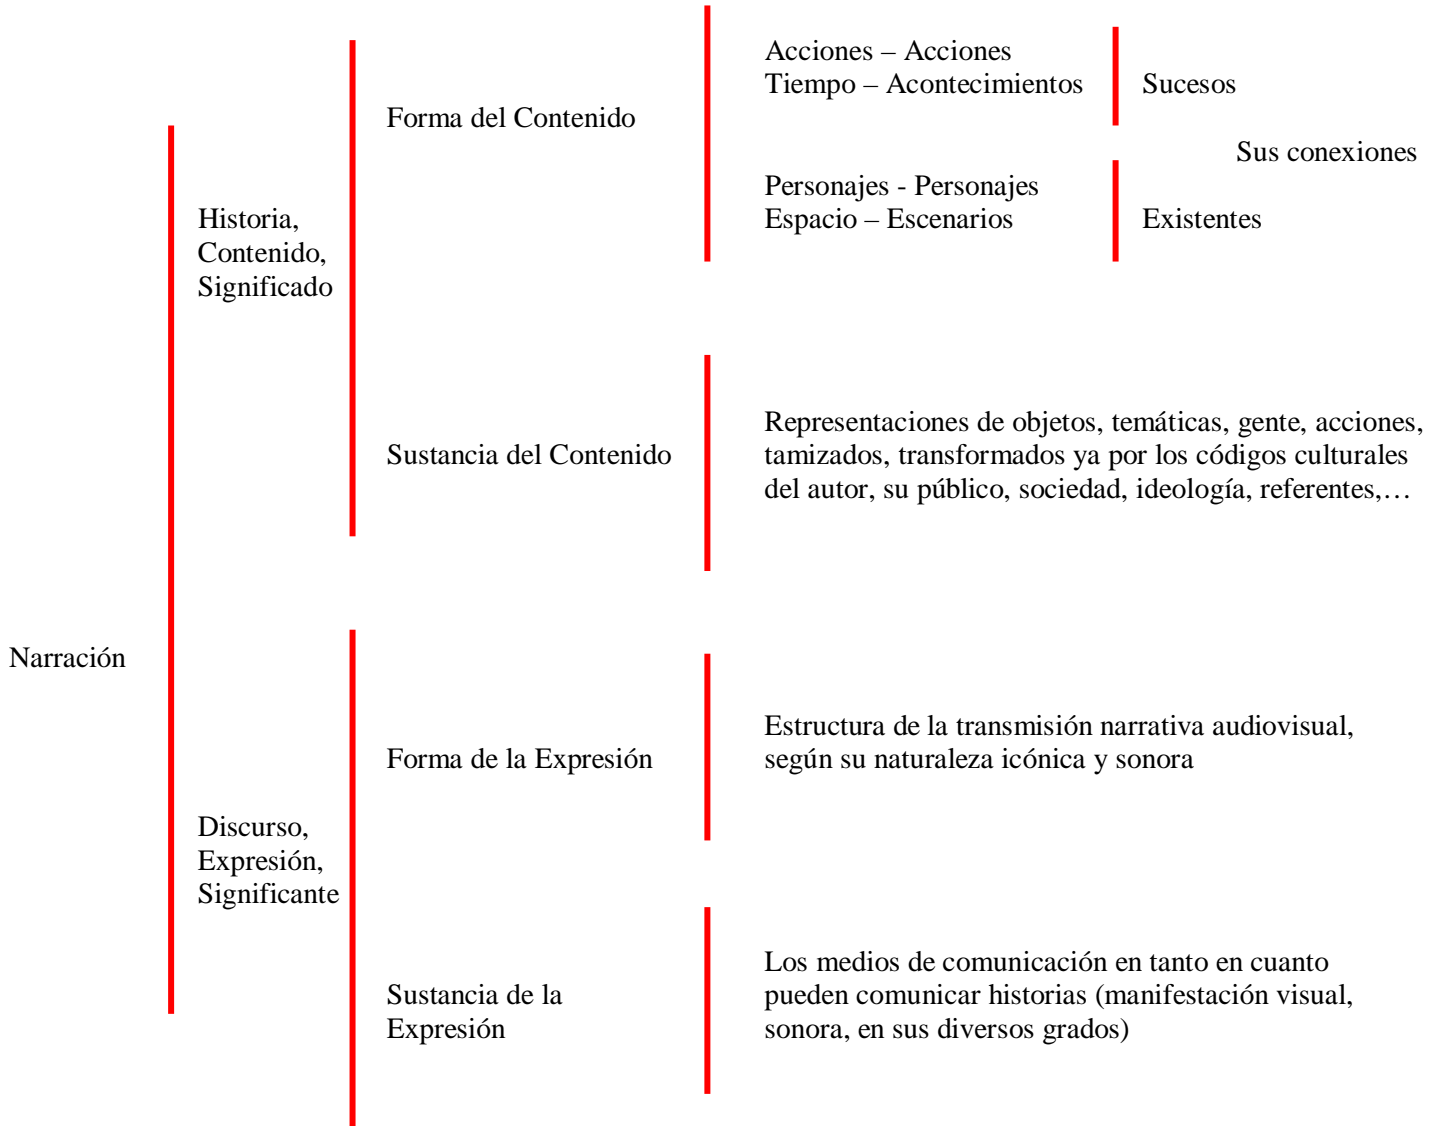 Narración
Historia,
Contenido,
Significado
Forma del Contenido
Acciones – Acciones
Tiempo – Acontecimientos
Sucesos
Sus conexiones
Personajes - Personajes
Espacio – Escenarios
Existentes
Sustancia del Contenido
Representaciones de objetos, temáticas, gente, acciones,
tamizados, transformados ya por los códigos culturales
del autor, su público, sociedad, ideología, referentes,…
Discurso,
Expresión,
Significante
Forma de la Expresión
Estructura de la transmisión narrativa audiovisual,
según su naturaleza icónica y sonora
Sustancia de la
Expresión
Los medios de comunicación en tanto en cuanto
pueden comunicar historias (manifestación visual,
sonora, en sus diversos grados)